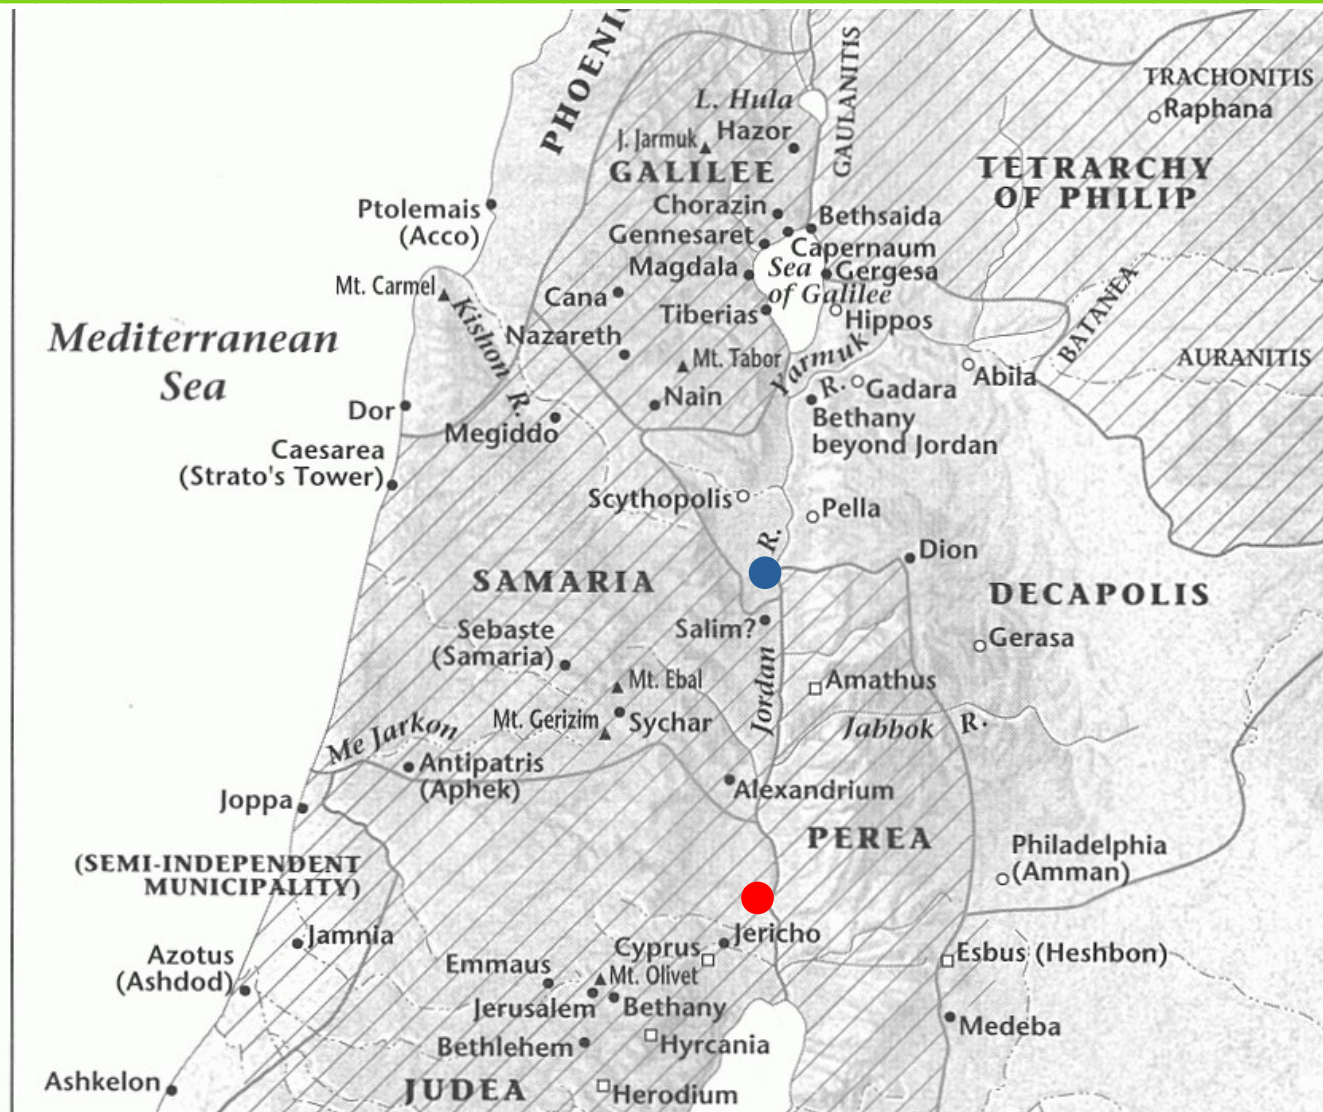 PHOENIC
L. Hula
GAULANITIS
TRACHONITIS
Raphana
J. Jarmuk
Hazor
GALILEE
TETRARCHY
OF PHILIP
Chorazin
Ptolemais
(Acco)
Bethsaida
Gennesaret
Capernaum
Magdala
Sea
of Galilee
Gergesa
Mt. Carmel
Cana
Kishon R.
Tiberias
Hippos
BATANEA
Mediterranean
Sea
Nazareth
Mt. Tabor
Yarmuk R.
AURANITIS
Abila
Gadara
Nain
Dor
Bethany
beyond Jordan
Megiddo
Caesarea
(Strato's Tower)
Scythopolis
Pella
Dion
SAMARIA
DECAPOLIS
Salim?
Sebaste
(Samaria)
Gerasa
Mt. Ebal
Amathus
Jordan R.
Mt. Gerizim
Sychar
Jabbok R.
Me Jarkon
Antipatris
(Aphek)
Alexandrium
Joppa
PEREA
Philadelphia
(Amman)
(SEMI-INDEPENDENT
MUNICIPALITY)
Jamnia
Jericho
Cyprus
Azotus
(Ashdod)
Emmaus
Mt. Olivet
Esbus (Heshbon)
Jerusalem
Bethany
Medeba
Bethlehem
Hyrcania
Ashkelon
JUDEA
Herodium